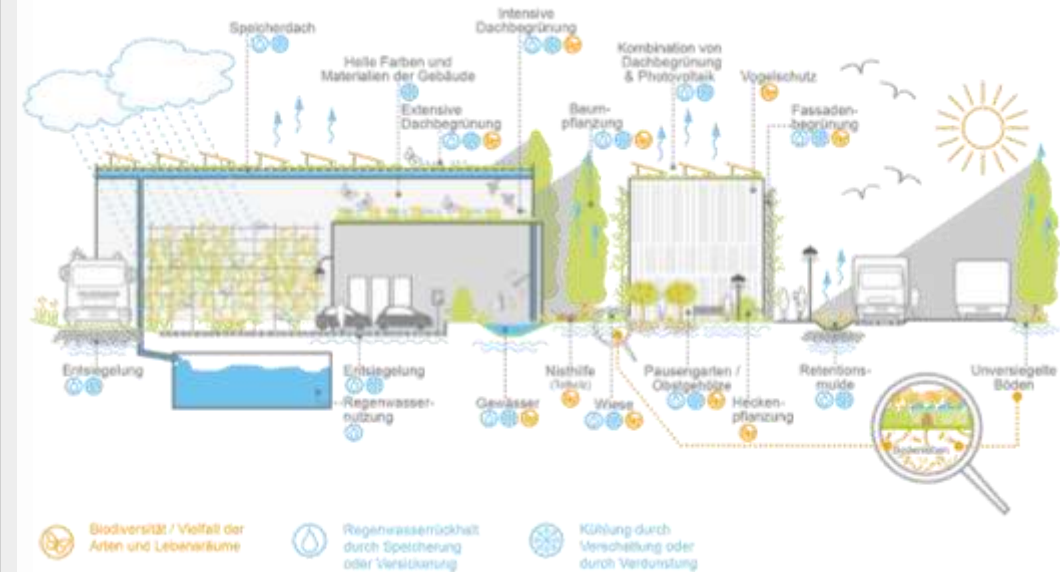 Speicherdach
Intensive
Dachbegrünung
Helle Farben und
Materialien der Gebäude
Kombination von
Dachbegrünung
& Photovoltaik
Vogelschutz
Extensive
Dachbegrünung
Baum-
pflanzung
Fassaden-
begrünung
Entsiegelung
Entsiegelung
Regenwasser-
nutzung
Gewässer
Nisthilfe
(Totholz)
Wiese
Pausengarten /
Obstgehölze
Hecken-
pflanzung
Retentions-
mulde
Unversiegelte
Böden
Bodenleben
Biodiversität / Vielfalt der
Arten und Lebensräume
Regenwasserrückhalt
durch Speicherung
oder Versickerung
Kühlung durch
Verschattung oder
durch Verdunstung